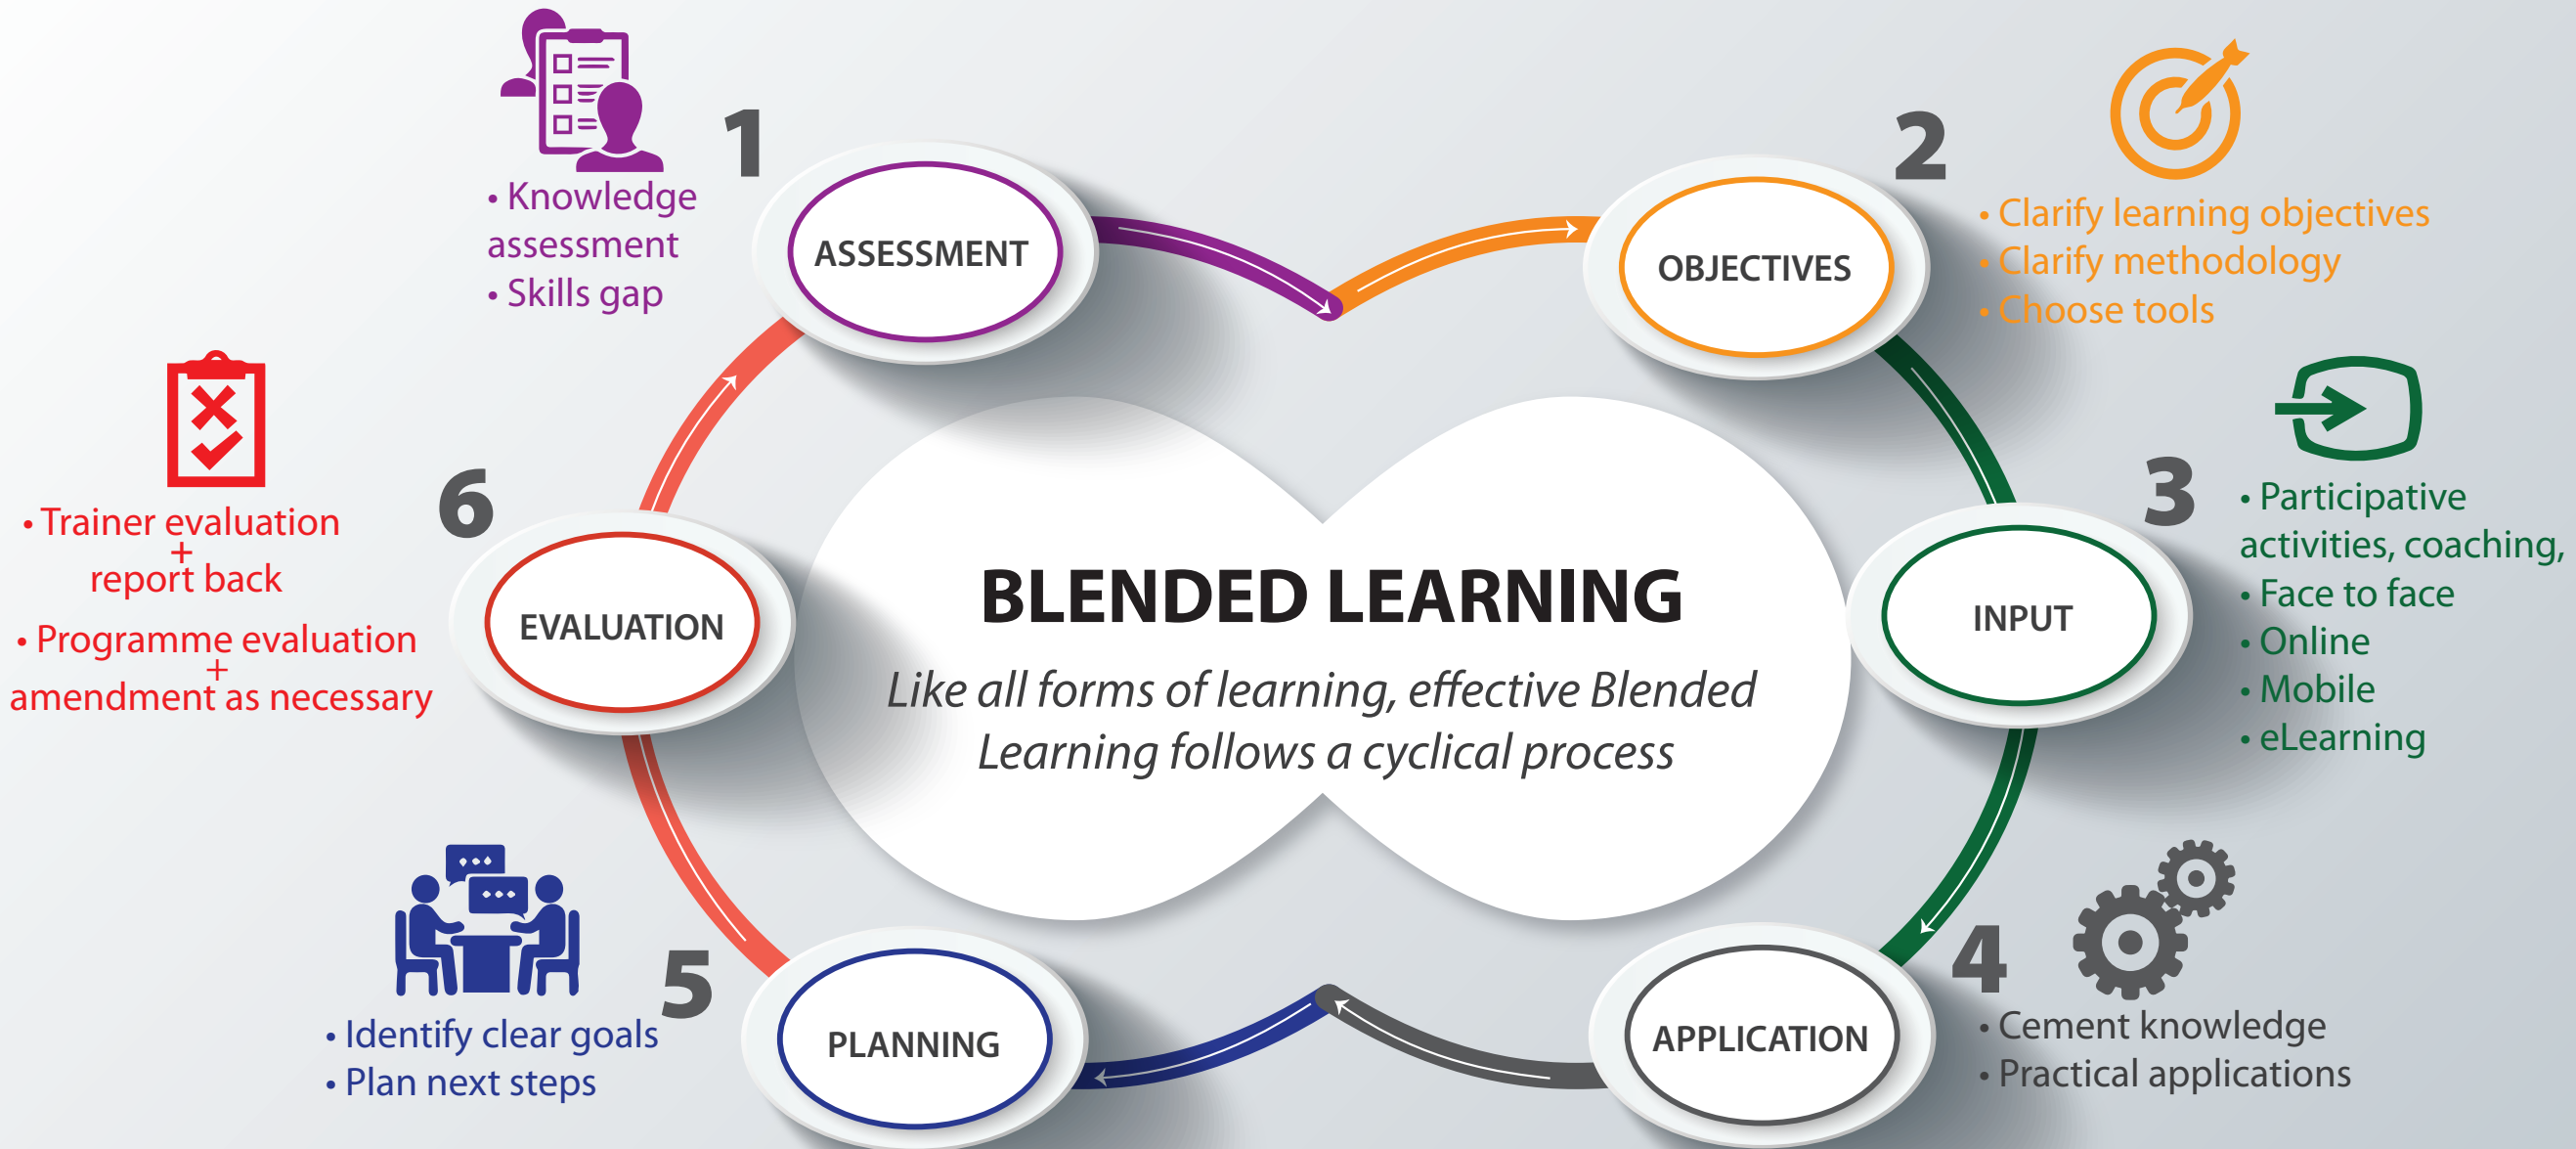 1
ASSESSMENT
• Knowledge
assessment
• Skills gap
2
OBJECTIVES
• Clarify learning objectives
• Clarify methodology
• Choose tools
3
INPUT
• Participative
activities, coaching,
• Face to face
• Online
• Mobile
• eLearning
4
APPLICATION
• Cement knowledge
• Practical applications
5
PLANNING
• Identify clear goals
• Plan next steps
6
EVALUATION
• Trainer evaluation
+
report back
• Programme evaluation
+
amendment as necessary
BLENDED LEARNING
Like all forms of learning, effective Blended
Learning follows a cyclical process